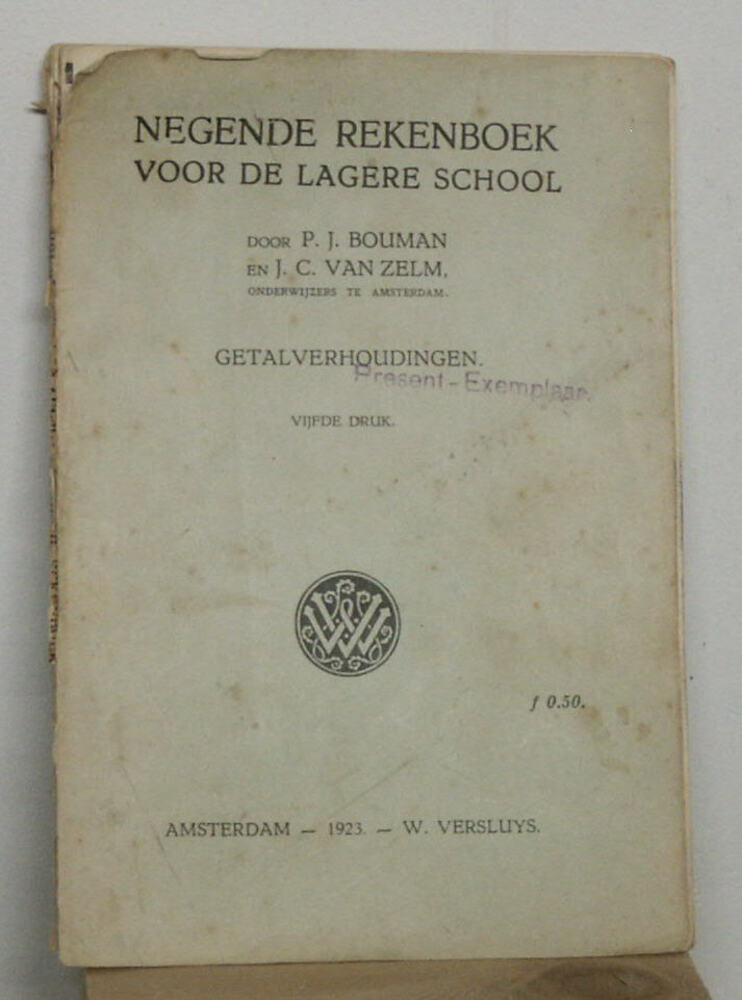 NEGENDE REKENBOEK
VOOR DE LAGERE SCHOOL
DOOR P. J. BOUMAN
EN J. C. VAN ZELM,
ONDERWIJZERS TE AMSTERDAM.
GETALVERHOUDINGEN.
Present-Exemplaar.
VIJFDE DRUK.
f 0.50.
AMSTERDAM — 1923. — W. VERSLUYS.